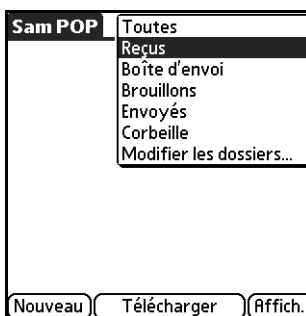 Sam POP
Toutes
Reçus
Boîte d'envoi
Brouillons
Envoyés
Corbeille
Modifier les dossiers...
Nouveau Télécharger Affich.